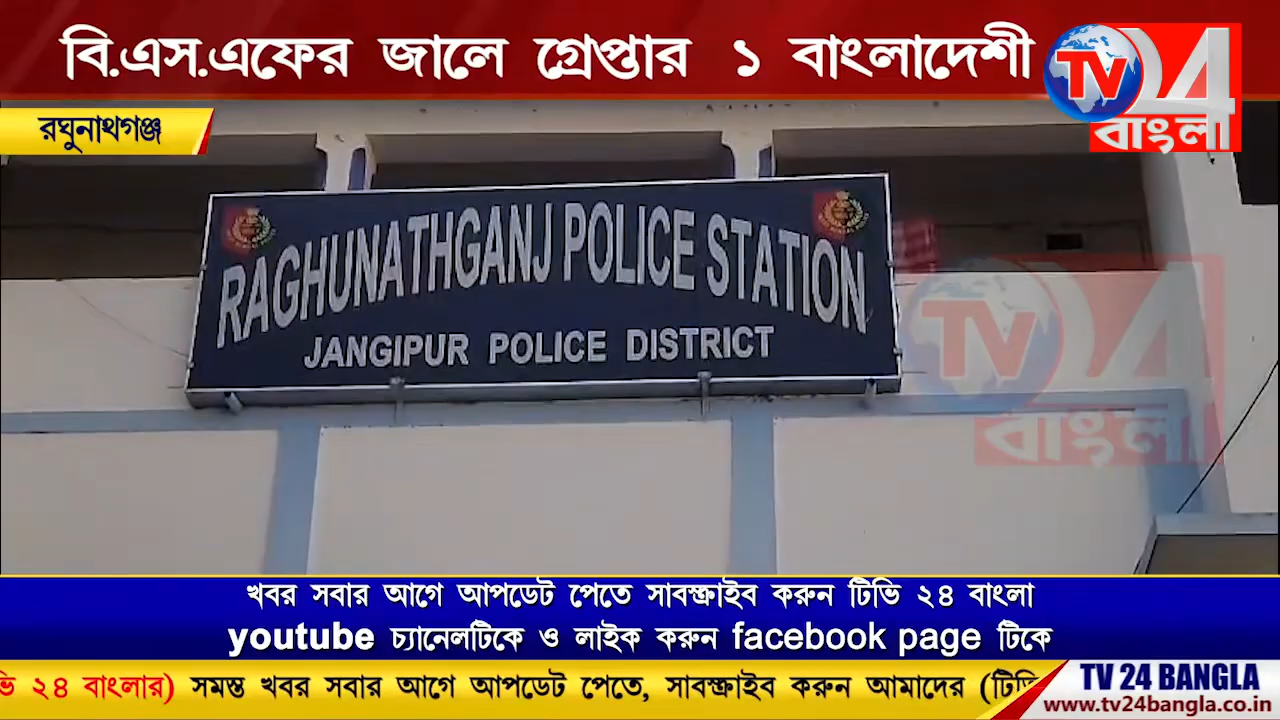 বি.এস.এফের জালে গ্রেপ্তার ১ বাংলাদেশী
TV 24
বাংলা
রঘুনাথগঞ্জ
RAGHUNATHGANJ POLICE STATION
JANGIPUR POLICE DISTRICT
TV 24
বাংলা
খবর সবার আগে আপডেট পেতে সাবস্ক্রাইব করুন টিভি ২৪ বাংলা
youtube চ্যানেলটিকে ও লাইক করুন facebook page টিকে
ভি ২৪ বাংলার) সমস্ত খবর সবার আগে আপডেট পেতে, সাবস্ক্রাইব করুন আমাদের (টিভি
TV 24 BANGLA
www.tv24bangla.co.in